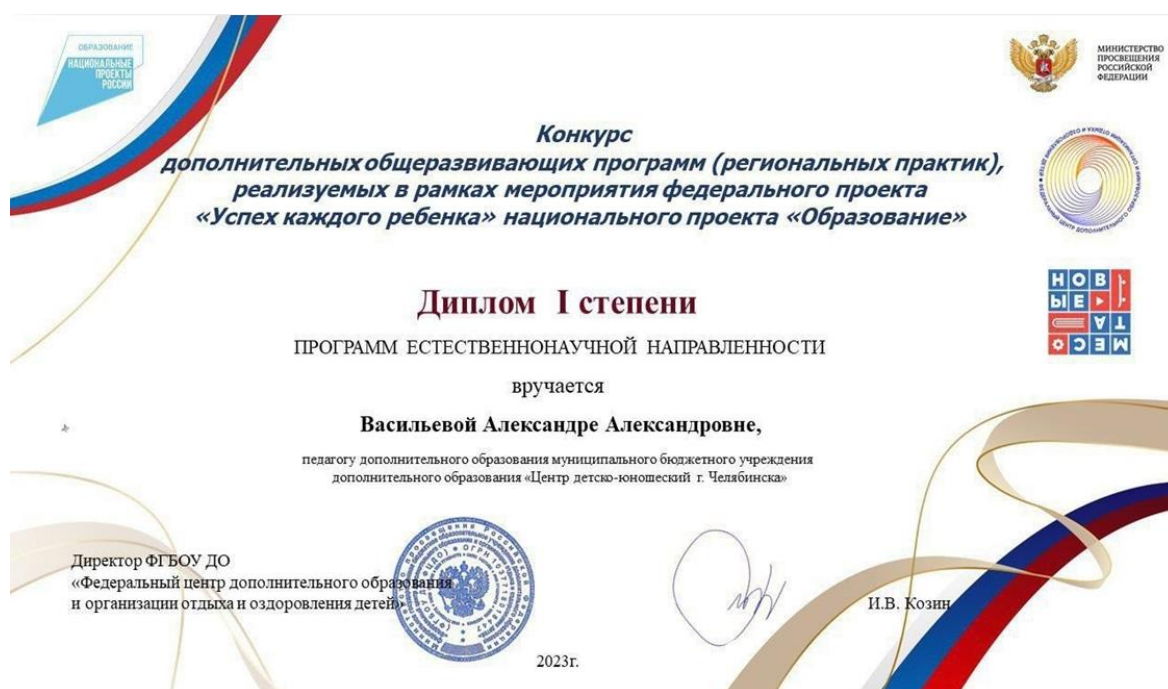 ОБРАЗОВАНИЕ
НАЦИОНАЛЬНЫЕ
ПРОЕКТЫ
РОССИИ
МИНИСТЕРСТВО
ПРОСВЕЩЕНИЯ
РОССИЙСКОЙ
ФЕДЕРАЦИИ
Конкурс
дополнительных общеразвивающих программ (региональных практик),
реализуемых в рамках мероприятия федерального проекта
«Успех каждого ребенка» национального проекта «Образование»
НОВ
ЫЕ
ТА
МЕСО
Диплом I степени
ПРОГРАММ ЕСТЕСТВЕННОНАУЧНОЙ НАПРАВЛЕННОСТИ
вручается
Васильевой Александре Александровне,
педагогу дополнительного образования муниципального бюджетного учреждения
дополнительного образования «Центр детско-юношеский г. Челябинска»
Директор ФГБОУ ДО
«Федеральный центр дополнительного образования
и организации отдыха и оздоровления детей»
И.В. Козин
2023г.